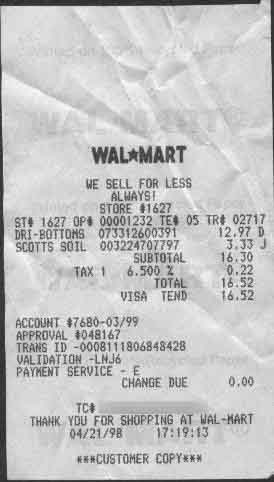 WAL★MART
WE SELL FOR LESS
ALWAYS!
STORE #1627
ST# 1627 OP# 00001232 TE# 05 TR# 02717
DRI-BOTTOMS 073312600391 12.97 D
SCOTTS SOIL 003224707797 3.33 J
SUBTOTAL 16.30
TAX 1 6.500 % 0.22
TOTAL 16.52
VISA TEND 16.52
ACCOUNT #7680-03/99
APPROVAL #048167
TRANS ID -0008111806848428
VALIDATION -LNJ6
PAYMENT SERVICE - E
CHANGE DUE 0.00
TC#
THANK YOU FOR SHOPPING AT WAL-MART
04/21/98 17:19:13
***CUSTOMER COPY***